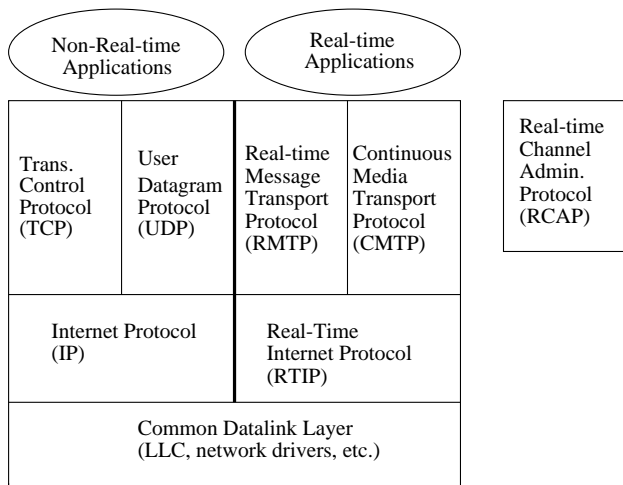 Non-Real-time
Applications
Real-time
Applications
Trans.
Control
Protocol
(TCP)
User
Datagram
Protocol
(UDP)
Real-time
Message
Transport
Protocol
(RMTP)
Continuous
Media
Transport
Protocol
(CMTP)
Real-time
Channel
Admin.
Protocol
(RCAP)
Internet Protocol
(IP)
Real-Time
Internet Protocol
(RTIP)
Common Datalink Layer
(LLC, network drivers, etc.)